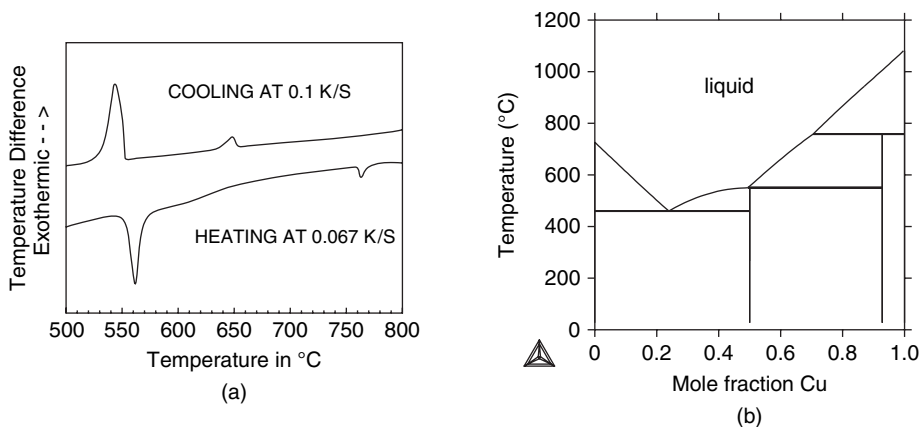 Temperature Difference
Exothermic - - >
COOLING AT 0.1 K/S
HEATING AT 0.067 K/S
500 550 600 650 700 750 800
Temperature in °C
(a)
Temperature (°C)
1200
1000
800
600
400
200
0
liquid
0 0.2 0.4 0.6 0.8 1.0
Mole fraction Cu
(b)